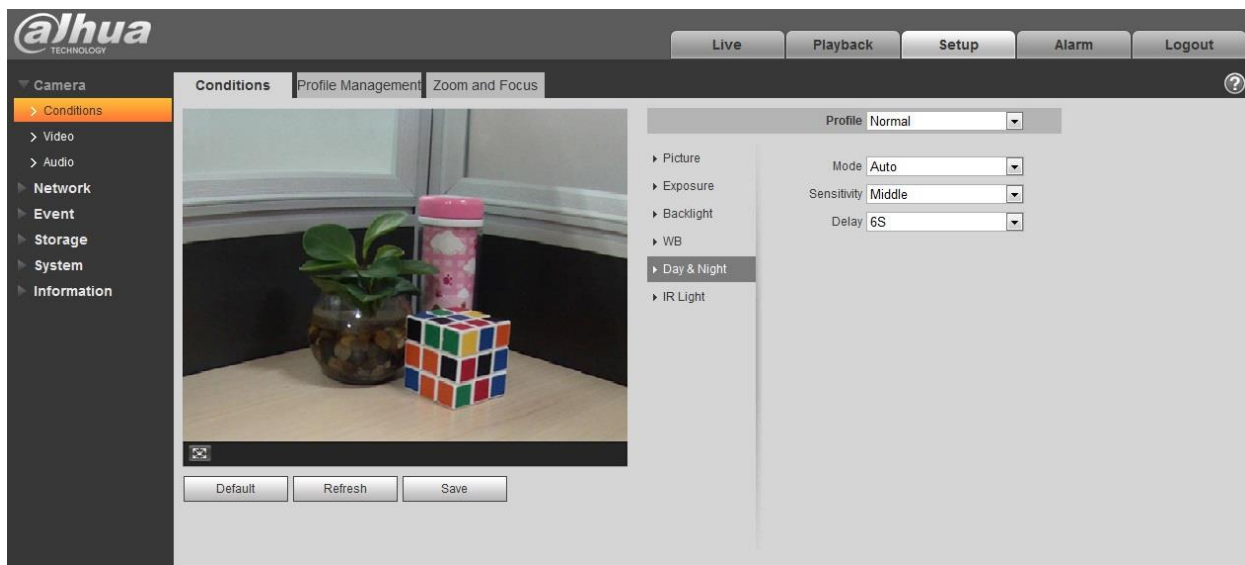 alhua
TECHNOLOGY
Live Playback Setup Alarm Logout
Camera
Conditions
Video
Audio
Network
Event
Storage
System
Information
Conditions Profile Management Zoom and Focus
?
Profile Normal
Picture
Exposure
Backlight
WB
Day & Night
IR Light
Mode Auto
Sensitivity Middle
Delay 6S
Default Refresh Save